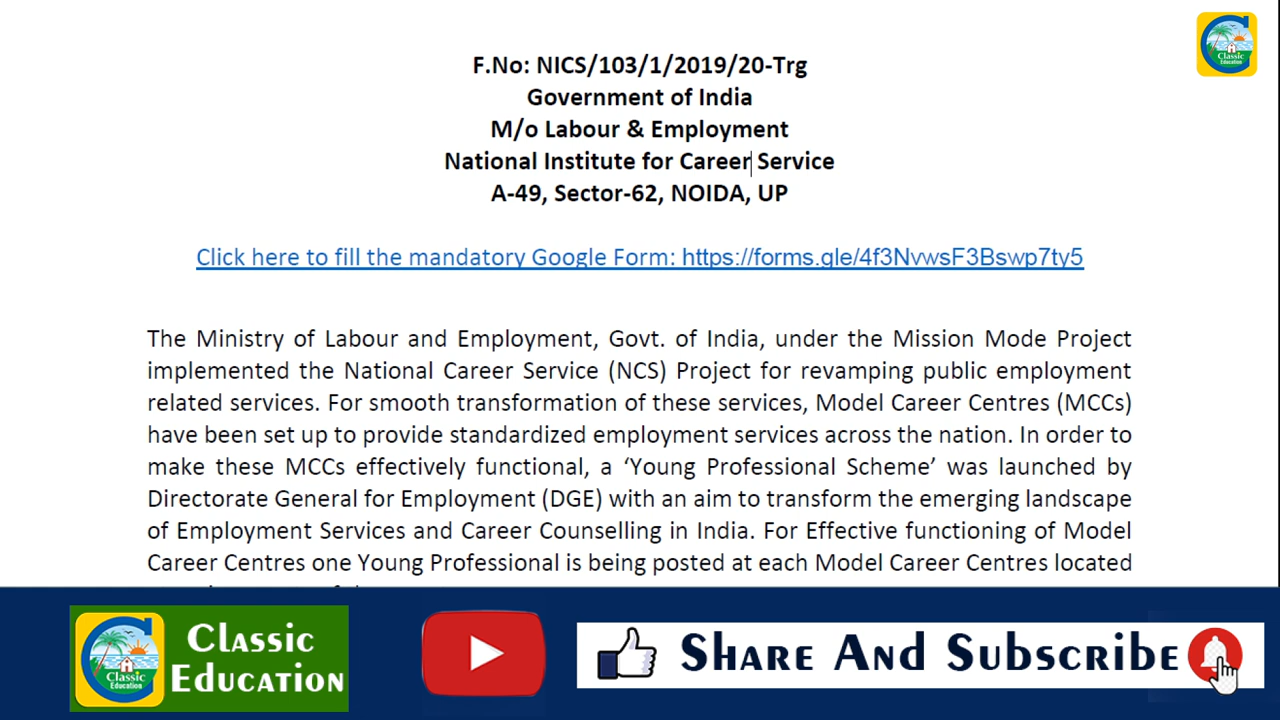 F.No: NICS/103/1/2019/20-Trg
Government of India
M/o Labour & Employment
National Institute for Career Service
A-49, Sector-62, NOIDA, UP
Click here to fill the mandatory Google Form: https://forms.gle/4f3NvwsF3Bswp7ty5
The Ministry of Labour and Employment, Govt. of India, under the Mission Mode Project
implemented the National Career Service (NCS) Project for revamping public employment
related services. For smooth transformation of these services, Model Career Centres (MCCs)
have been set up to provide standardized employment services across the nation. In order to
make these MCCs effectively functional, a ‘Young Professional Scheme’ was launched by
Directorate General for Employment (DGE) with an aim to transform the emerging landscape
of Employment Services and Career Counselling in India. For Effective functioning of Model
Career Centres one Young Professional is being posted at each Model Career Centres located
Classic
Education
Classic
Education
Classic
Education
Share And Subscribe